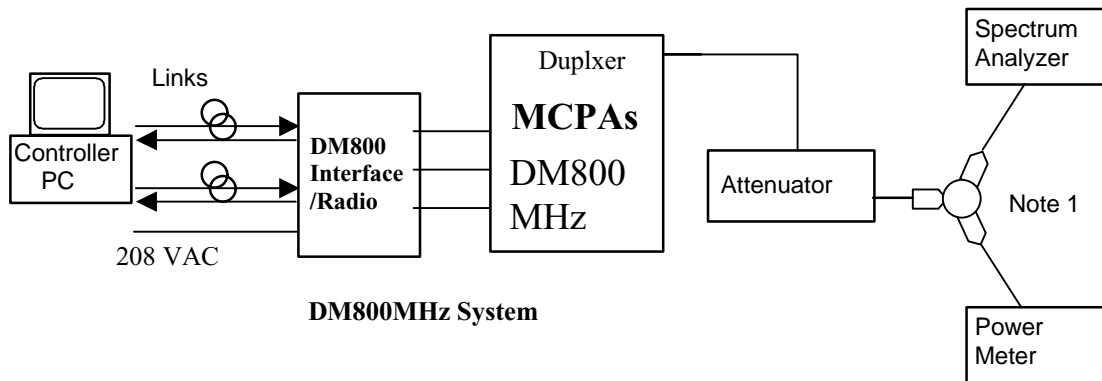 Links
Controller
PC
208 VAC
DM800
Interface
/Radio
Duplxer
MCPAs
DM800
MHz
Attenuator
Spectrum
Analyzer
Note 1
Power
Meter
DM800MHz System